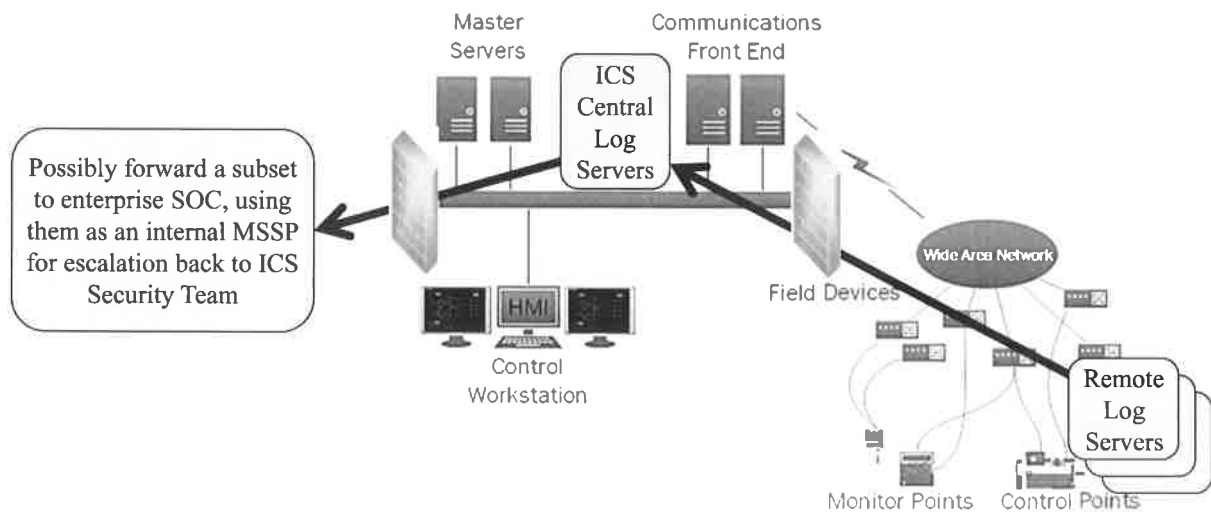 Master
Servers
Communications
Front End
ICS
Central
Log
Servers
Possibly forward a subset
to enterprise SOC, using
them as an internal MSSP
for escalation back to ICS
Security Team
Wide Area Network
Field Devices
HMI
Control
Workstation
Remote
Log
Servers
Monitor Points
Control Points